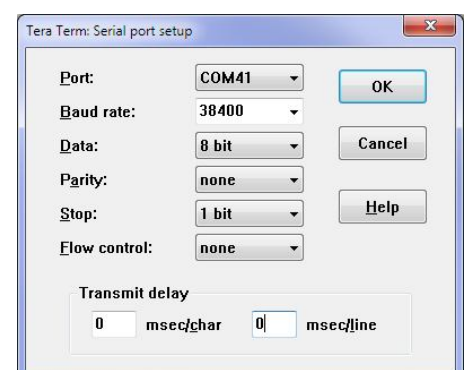 Tera Term: Serial port setup
Port: COM41 OK
Baud rate: 38400
Data: 8 bit Cancel
Parity: none
Stop: 1 bit Help
Flow control: none
Transmit delay
0 msec/char 0 msec/line